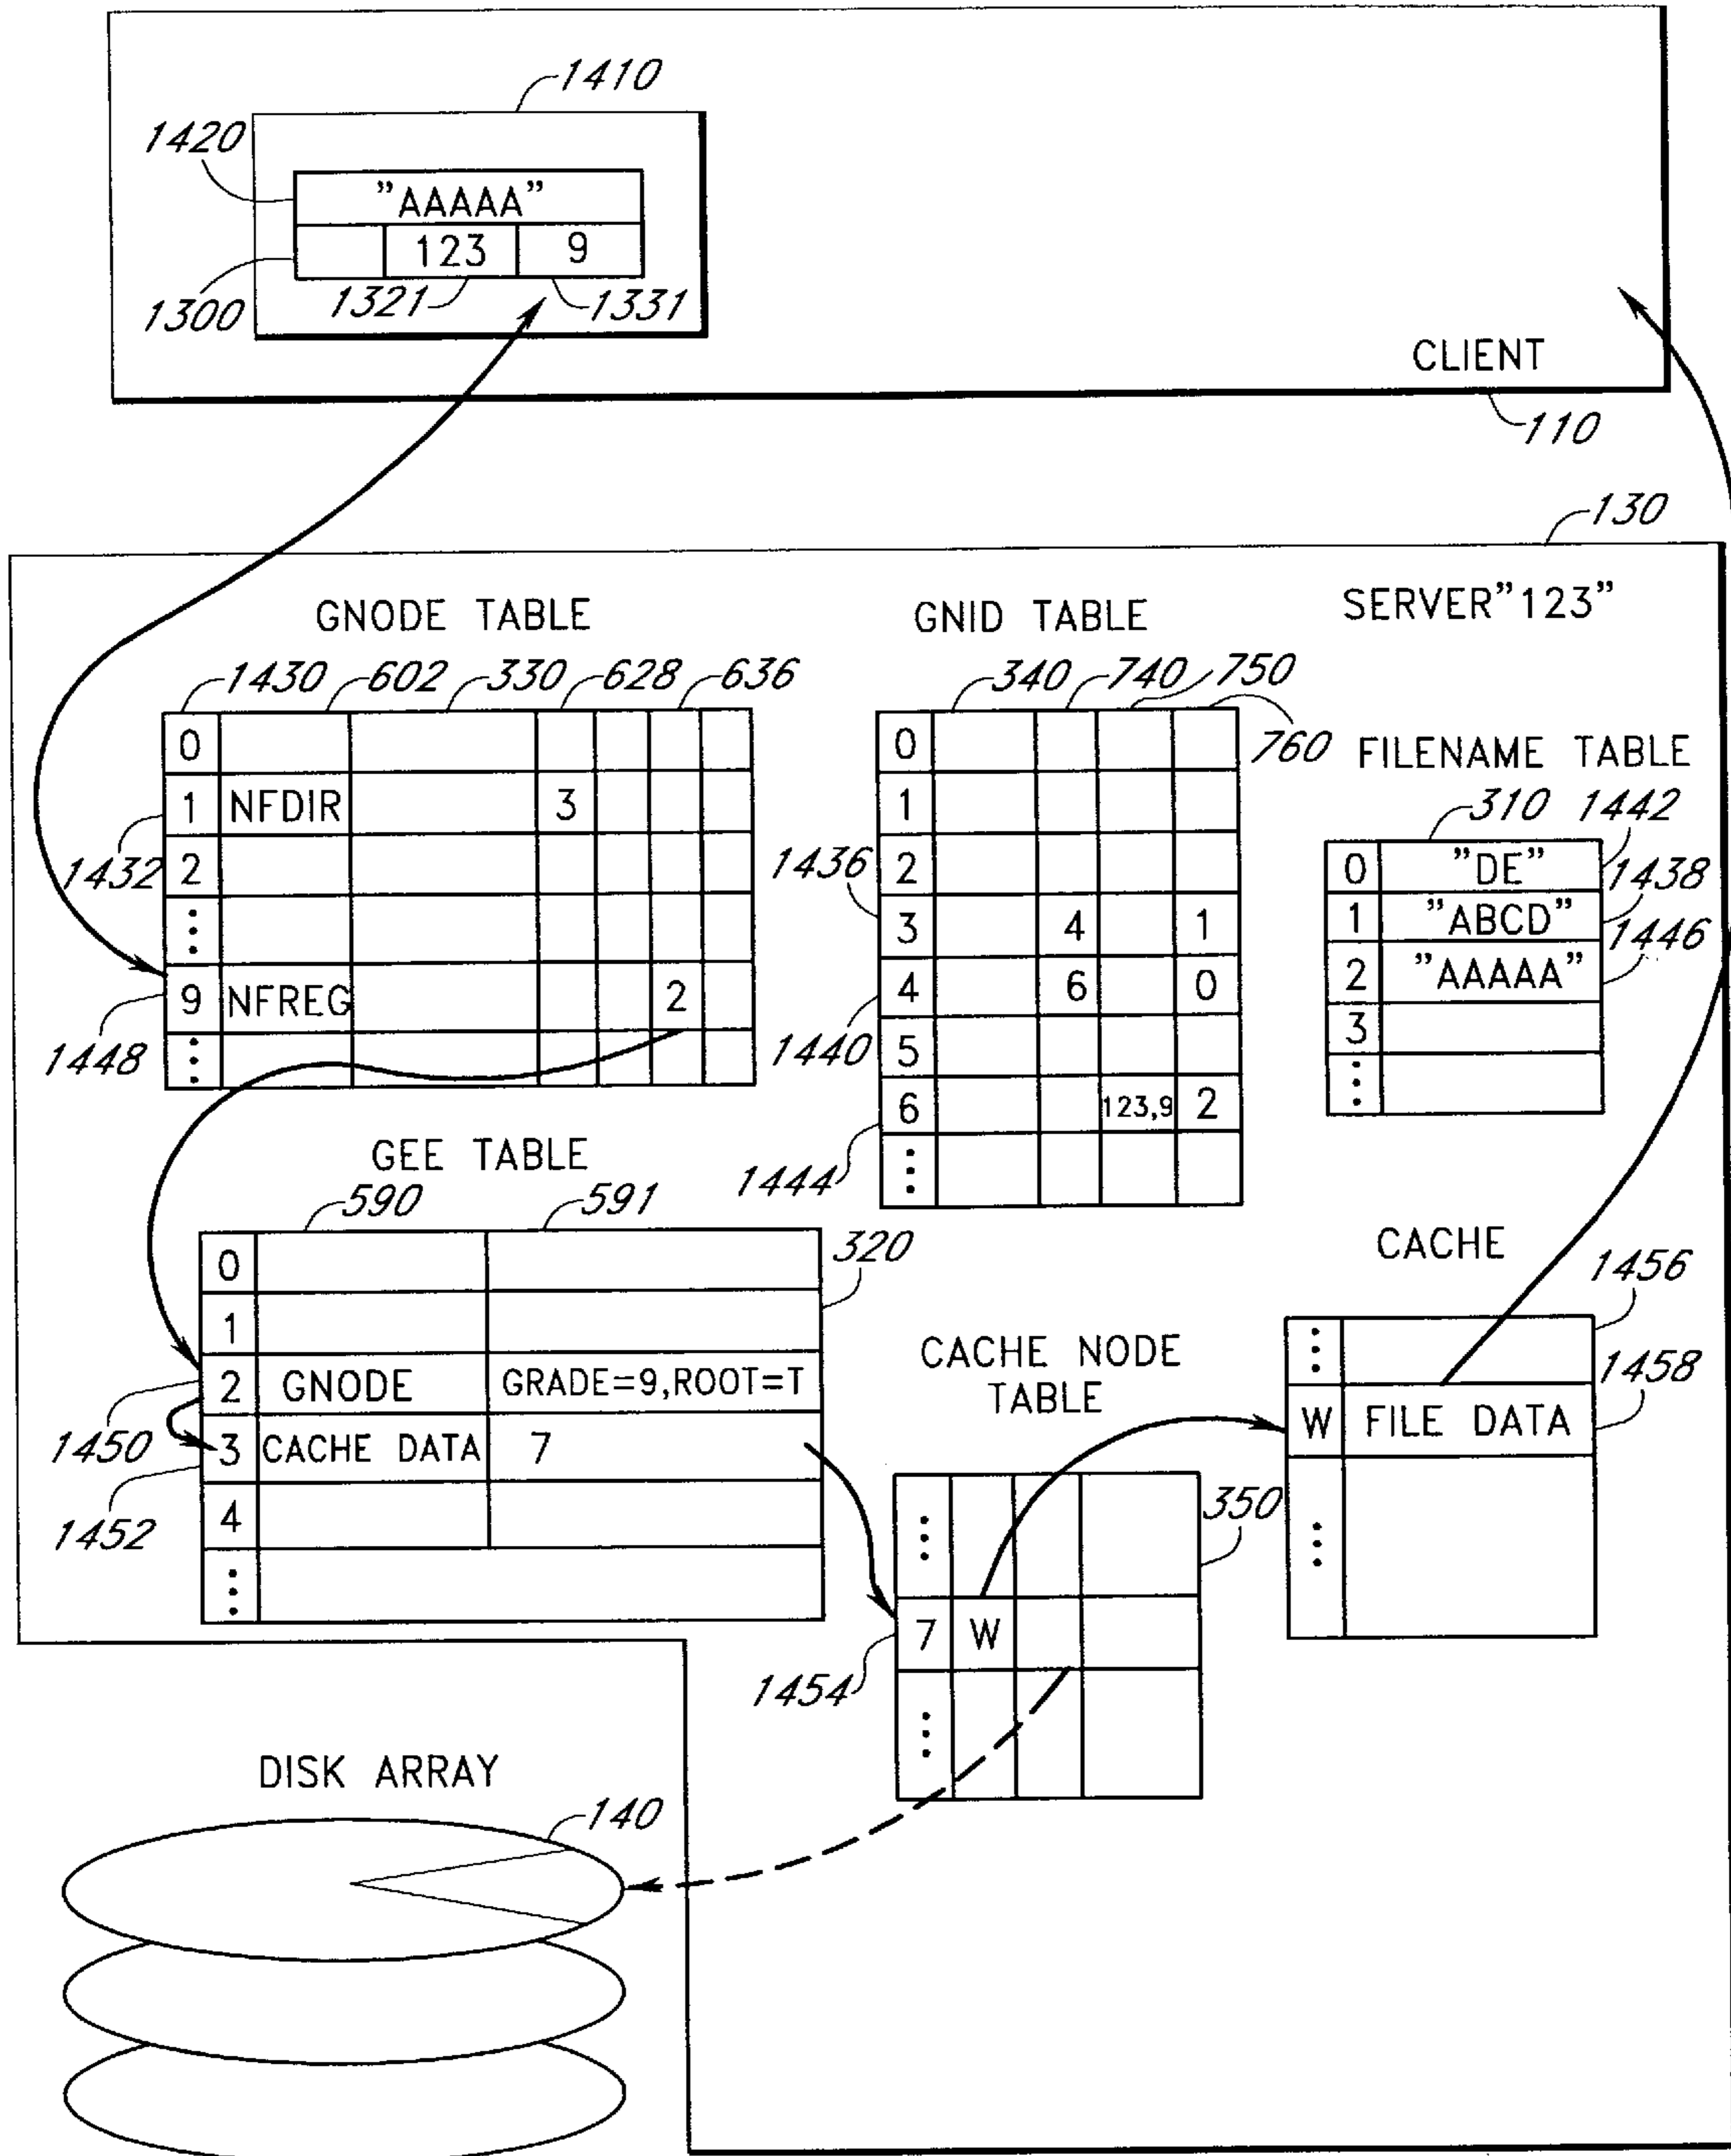 1410
1420
"AAAAA"
123 9
1300
1321
1331
CLIENT
110
130
SERVER"123"
GNODE TABLE
1430 602 330 628 636
0
1 NFDIR 3
1432
2
⋮
9 NFREG 2
1448
⋮
GNID TABLE
340 740 750
760
0
1
2
1436
3 4 1
4 6 0
1440
5
6 123,9 2
1444
⋮
FILENAME TABLE
310 1442
0 "DE"
1438
1 "ABCD"
1446
2 "AAAAA"
3
⋮
GEE TABLE
590 591
320
0
1
2 GNODE GRADE=9,ROOT=T
1450
3 CACHE DATA 7
1452
4
⋮
CACHE NODE
TABLE
350
⋮
7 W
1454
⋮
CACHE
1456
⋮
1458
W FILE DATA
⋮
DISK ARRAY
140